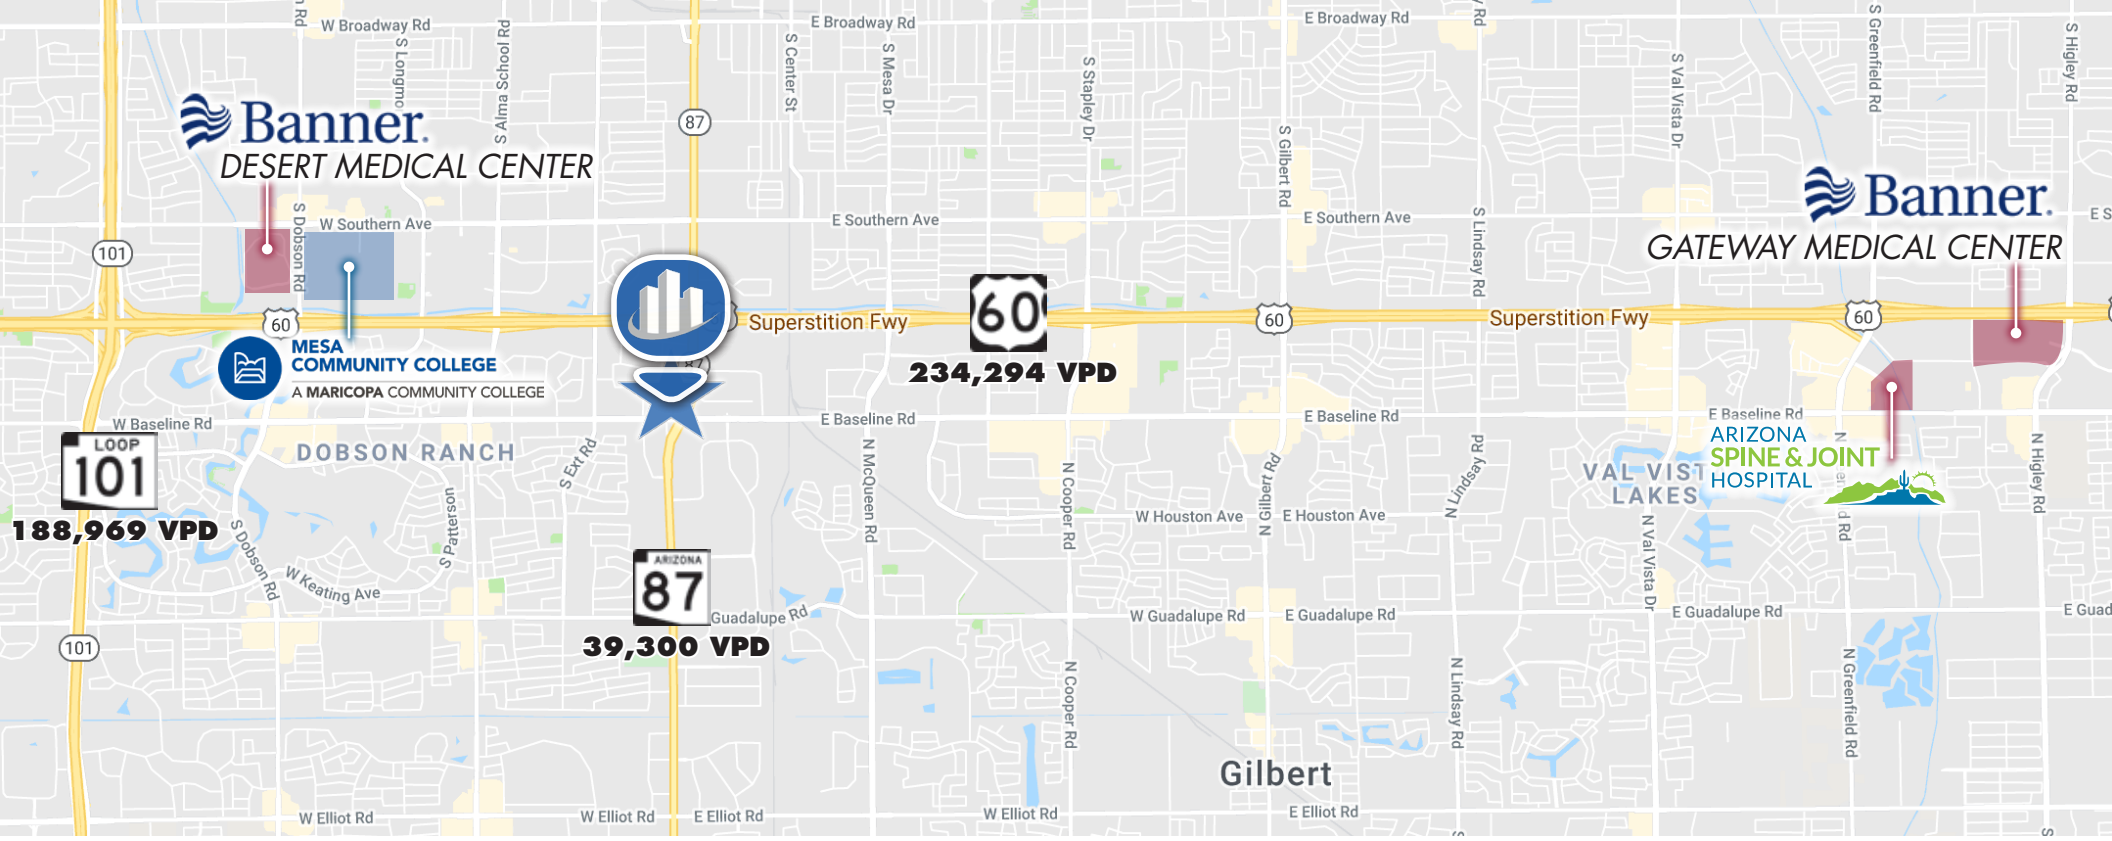 W Broadway Rd
E Broadway Rd
E Broadway Rd
S Alma School Rd
S Center St
S Mesa Dr
S Stapley Dr
S Gilbert Rd
S Lindsay Rd
S Val Vista Dr
S Greenfield Rd
S Higley Rd
S Longmo
87
Banner.
DESERT MEDICAL CENTER
Banner.
GATEWAY MEDICAL CENTER
S Dobson Rd
W Southern Ave
E Southern Ave
E Southern Ave
E S
101
60
Superstition Fwy
60
60
Superstition Fwy
60
234,294 VPD
87
MESA
COMMUNITY COLLEGE
A MARICOPA COMMUNITY COLLEGE
W Baseline Rd
E Baseline Rd
E Baseline Rd
E Baseline Rd
LOOP
101
188,969 VPD
DOBSON RANCH
S Ext Rd
S Patterson
S Dobson Rd
W Keating Ave
N McQueen Rd
N Cooper Rd
N Gilbert Rd
N Lindsay Rd
VAL VIST
LAKES
ARIZONA
SPINE & JOINT
HOSPITAL
N Higley Rd
W Houston Ave
E Houston Ave
N Val Vista Dr
d Rd
ARIZONA
87
39,300 VPD
Guadalupe Rd
W Guadalupe Rd
E Guadalupe Rd
E Guadalupe Rd
E Guad
101
N Cooper Rd
N Lindsay Rd
N Greenfield Rd
Gilbert
W Elliot Rd
W Elliot Rd
E Elliot Rd
W Elliot Rd
E Elliot Rd